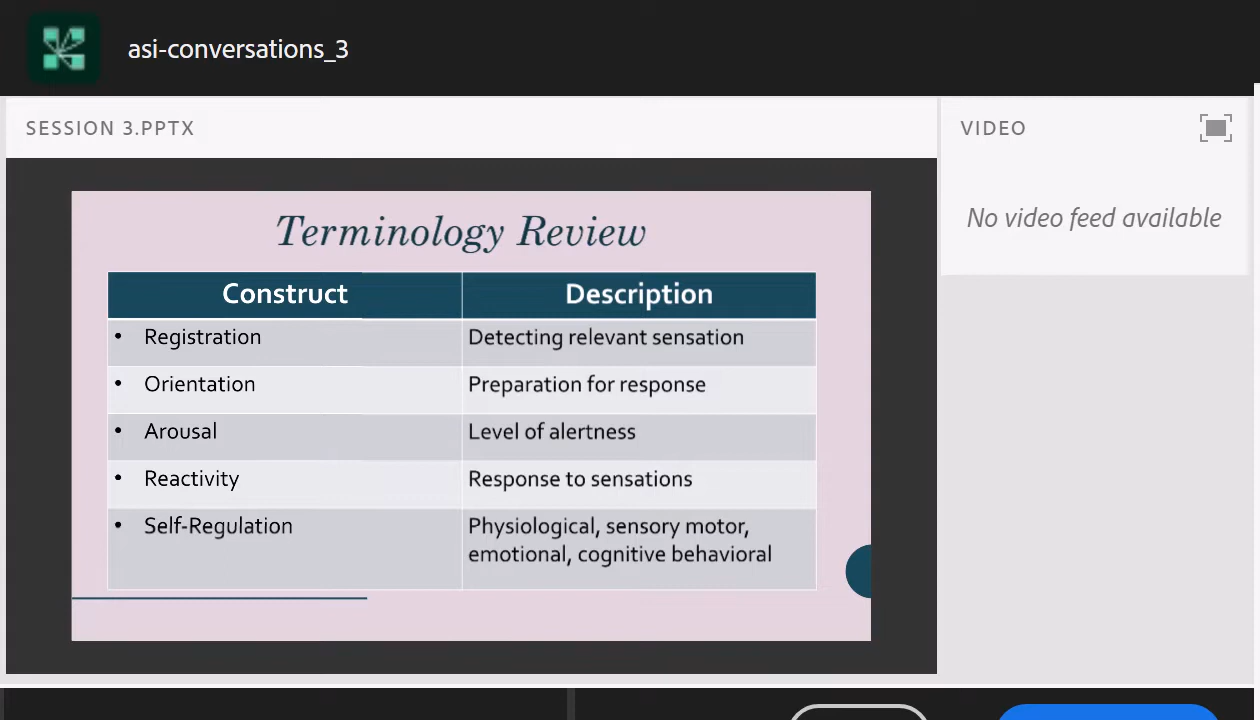 asi-conversations_3
SESSION 3.PPTX
VIDEO
No video feed available
Terminology Review
Construct Description
• Registration Detecting relevant sensation
• Orientation Preparation for response
• Arousal Level of alertness
• Reactivity Response to sensations
• Self-Regulation Physiological, sensory motor,
emotional, cognitive behavioral